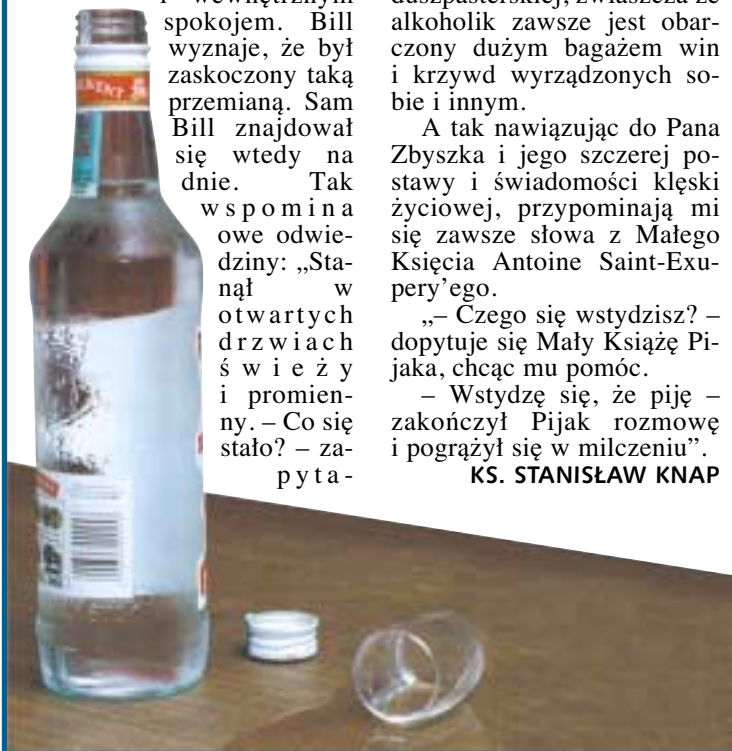 wewnętrznym
spokojem. Bill
wyznaje, że był
zaskoczony taką
przemianą. Sam
Bill znajdował
się wtedy na
dnie. Tak
wspomina
owe odwie-
dziny: „Sta-
nął w
otwartych
drzwiach
świeży
i promien-
ny. – Co się
stało? – za-
pyta-
duszpasterskiej, zwłaszcza że
alkoholik zawsze jest obar-
czony dużym bagażem win
i krzywd wyrządzonych so-
bie i innym.
A tak nawiązując do Pana
Zbyszka i jego szczerej po-
stawy i świadomości klęski
życiowej, przypominają mi
się zawsze słowa z Małego
Księcia Antoine Saint-Exu-
pery’ego.
„– Czego się wstydzisz? –
dopytuje się Mały Książę Pi-
jaka, chcąc mu pomóc.
– Wstydzę się, że piję –
zakończył Pijak rozmowę
i pogrążył się w milczeniu”.
KS. STANISŁAW KNAP